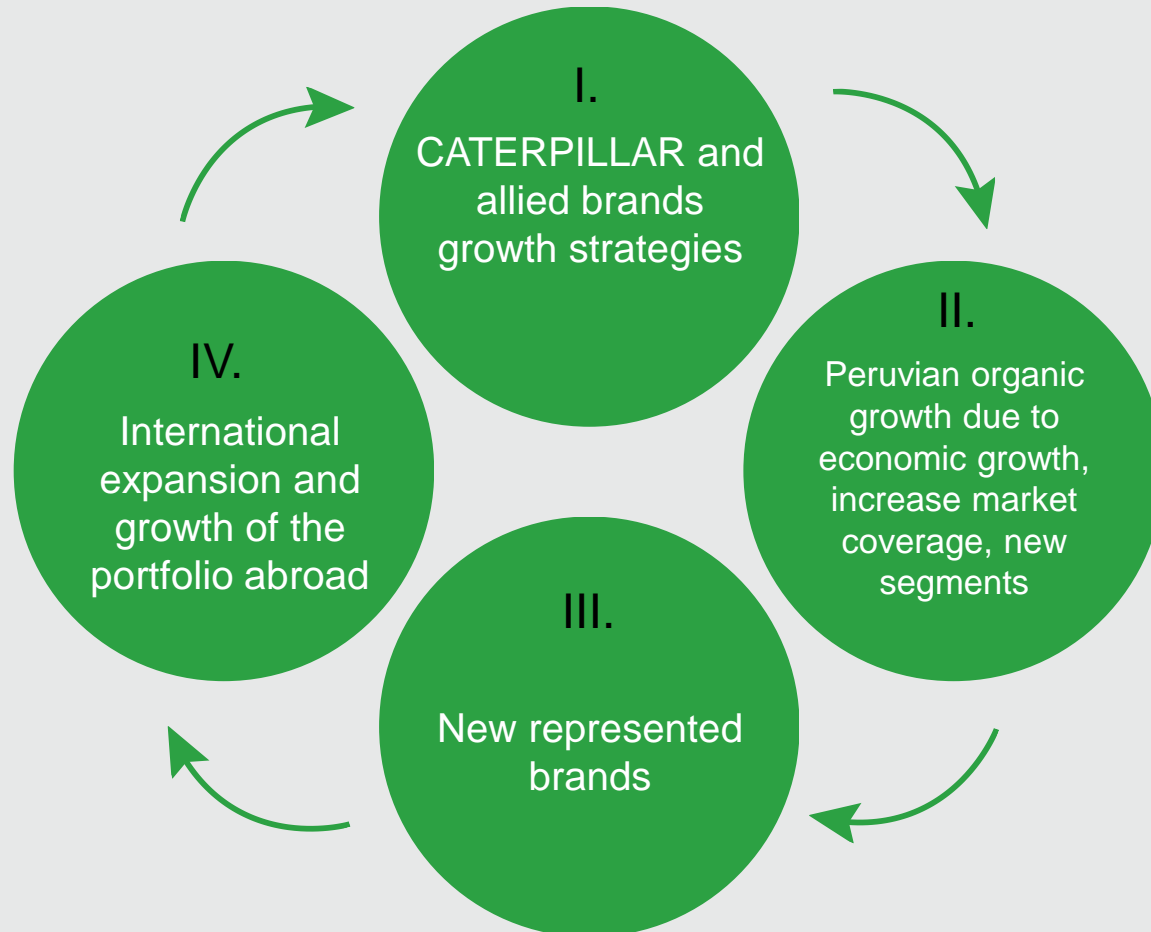 I.
CATERPILLAR and
allied brands
growth strategies
II.
Peruvian organic
growth due to
economic growth,
increase market
coverage, new
segments
III.
New represented
brands
IV.
International
expansion and
growth of the
portfolio abroad